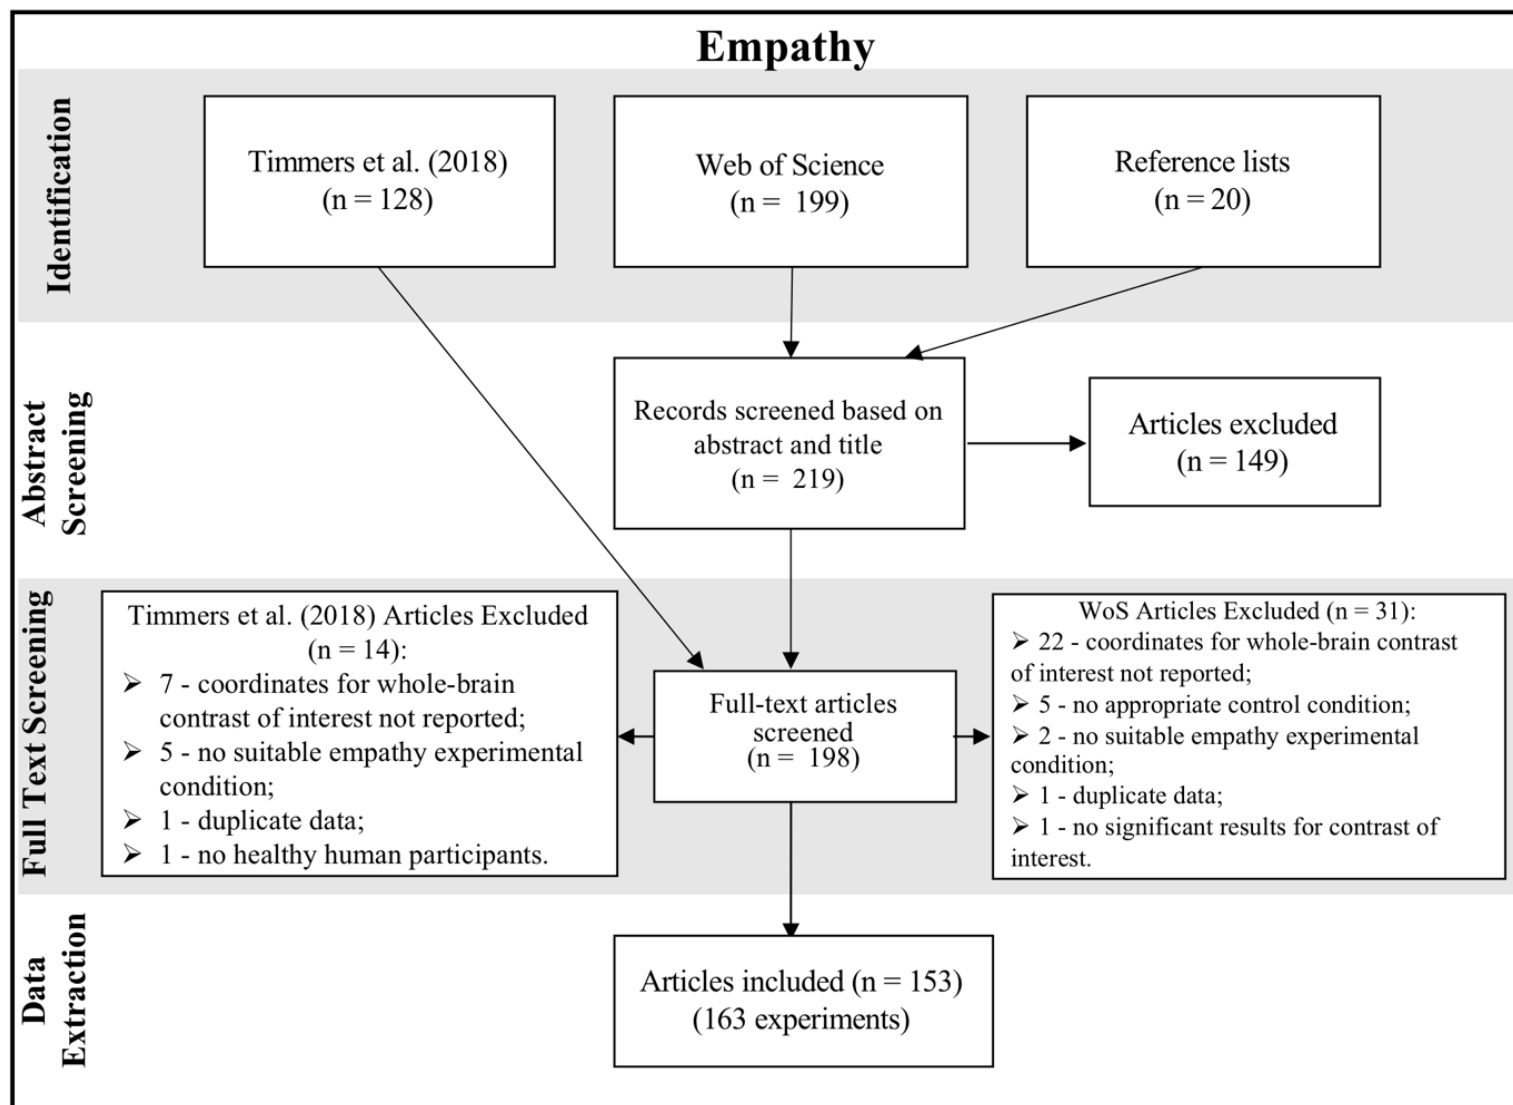 Empathy
Identification
Timmers et al. (2018)
(n = 128)
Web of Science
(n =  199)
Reference lists
(n = 20)
Abstract
Screening
Records screened based on
abstract and title
(n =  219)
Articles excluded
(n = 149)
Full Text Screening
Timmers et al. (2018) Articles Excluded
(n = 14):
➢ 7 - coordinates for whole-brain
contrast of interest not reported;
➢ 5 - no suitable empathy experimental
condition;
➢ 1 - duplicate data;
➢ 1 - no healthy human participants.
Full-text articles
screened
(n =  198)
WoS Articles Excluded (n = 31):
➢ 22 - coordinates for whole-brain contrast
of interest not reported;
➢ 5 - no appropriate control condition;
➢ 2 - no suitable empathy experimental
condition;
➢ 1 - duplicate data;
➢ 1 - no significant results for contrast of
interest.
Data
Extraction
Articles included (n = 153)
(163 experiments)